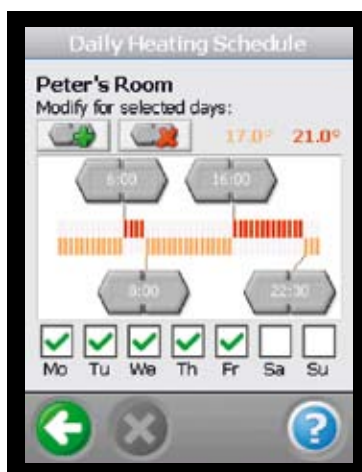 Daily Heating Schedule
Peter's Room
Modify for selected days:
17.0° 21.0°
6:00 16:00
8:00 22:30
Mo Tu We Th Fr Sa Su
?